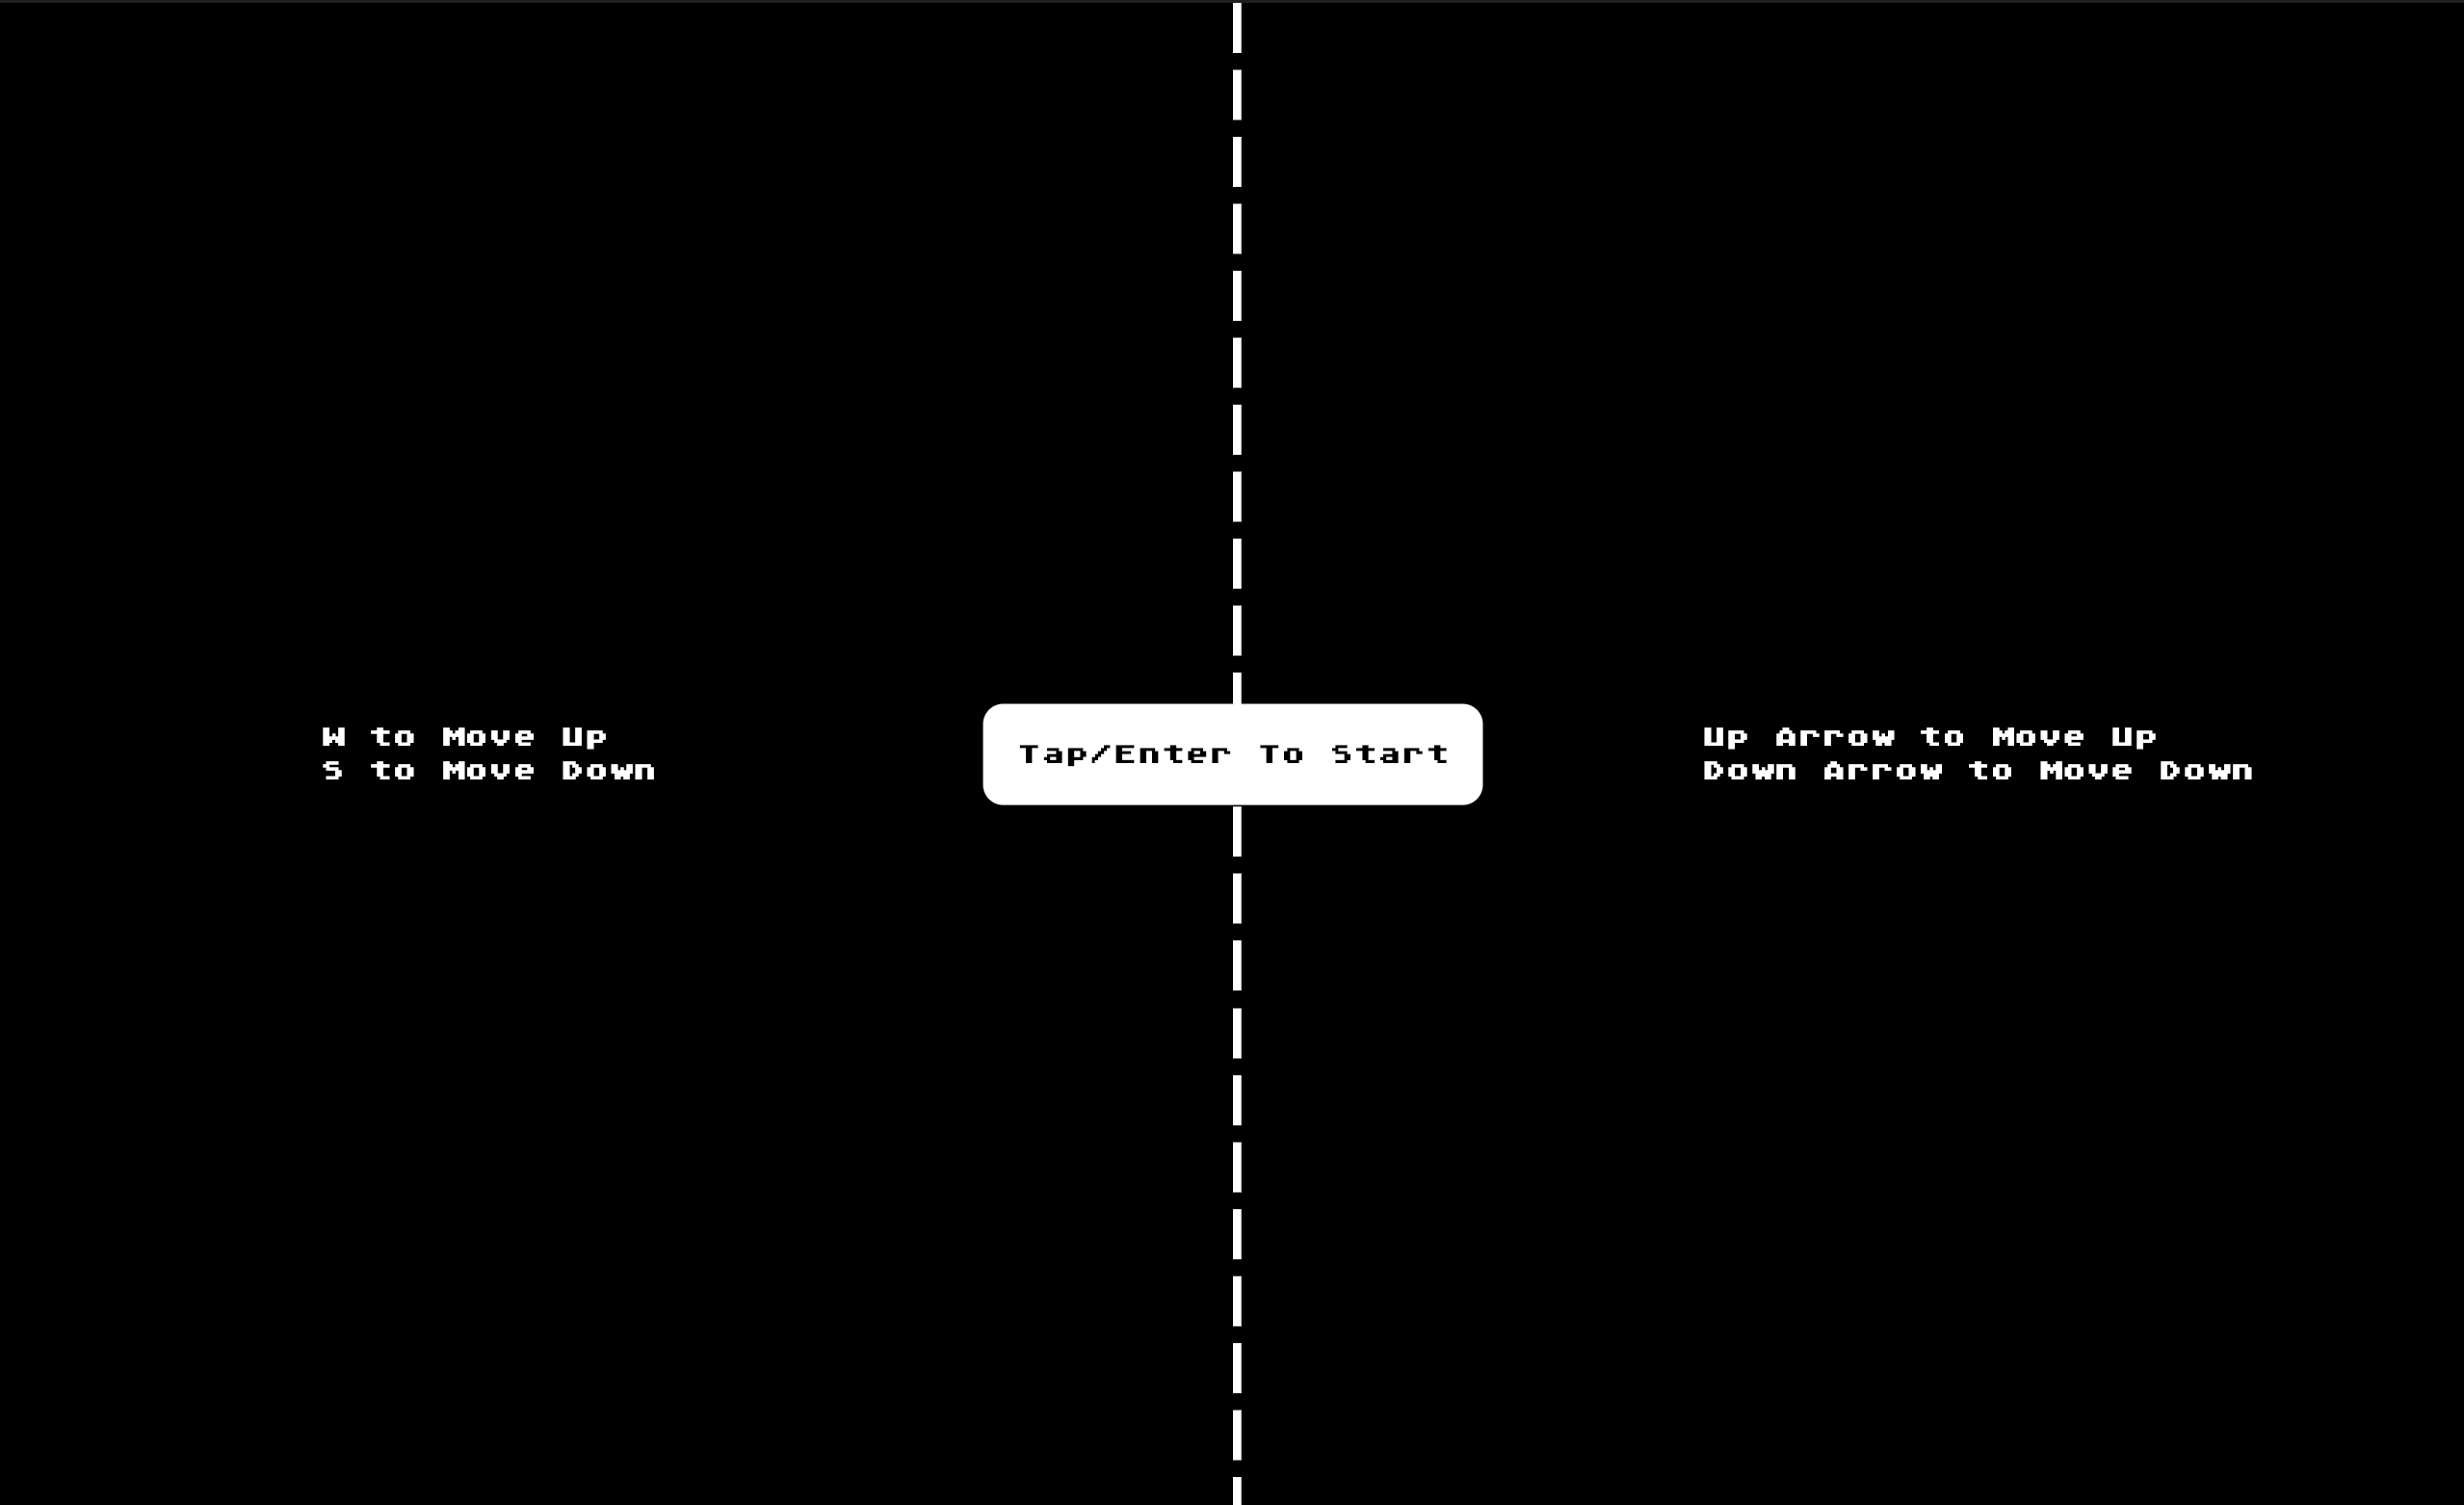 W to Move Up
S to Move Down
Tap/Enter To Start
Up Arrow to Move Up
Down Arrow to Move Down